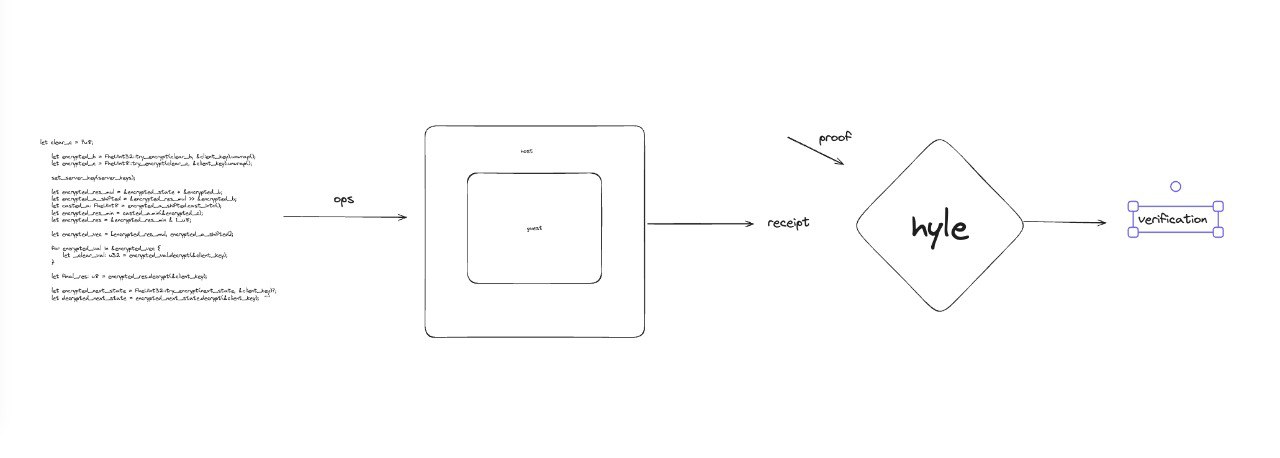 let clear_c = 7u8;
let encrypted_b = FheUint32::try_encrypt(clear_b, &client_key).unwrap();
let encrypted_c = FheUint8::try_encrypt(clear_c, &client_key).unwrap();
set_server_key(server_keys);
let encrypted_res_mul = &encrypted_state * &encrypted_b;
let encrypted_a_shifted = &encrypted_res_mul >> &encrypted_b;
let casted_a: FheUint8 = encrypted_a_shifted.cast_into();
let encrypted_res_min = casted_a.min(&encrypted_c);
let encrypted_res = &encrypted_res_min & 1_u8;
let encrypted_vec = [encrypted_res_mul, encrypted_a_shifted];
for encrypted_val in &encrypted_vec {
let _clear_val: u32 = encrypted_val.decrypt(&client_key);
}
let final_res: u8 = encrypted_res.decrypt(&client_key);
let encrypted_next_state = FheUint32::try_encrypt(next_state, &client_key)?;
let decrypted_next_state = encrypted_next_state.decrypt(&client_key);
ops
host
guest
receipt
proof
hyle
verification